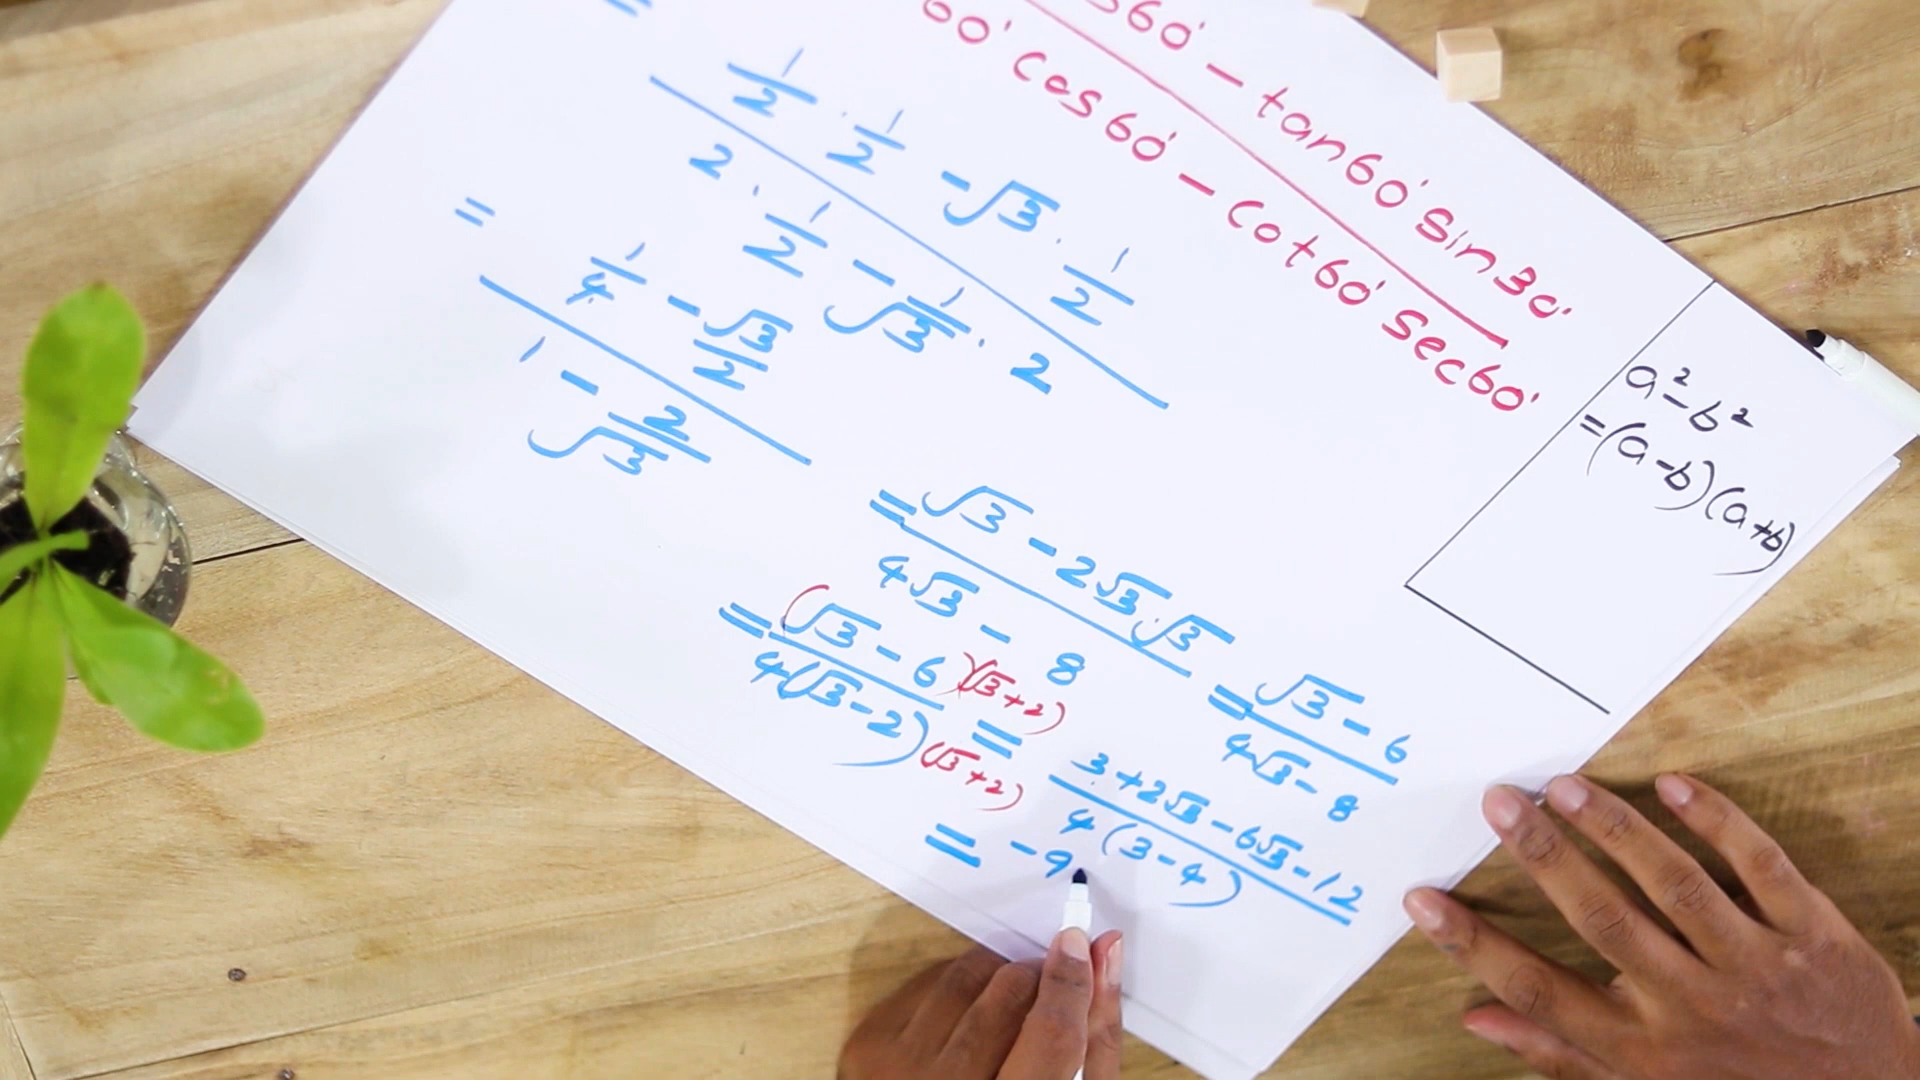 60° - tan60° sin30°
60° cos60° - cot60° sec60°
=
1/2 · 1/2 - √3 · 1/2
2 · 1/2 - 1/√3 · 2
=
1/4 - √3/2
1 - 2/√3
= √3 - 2√3·√3
4√3 - 8
= √3 - 6
4√3 - 8
= (√3 - 6)(√3+2)
4(√3 - 2)(√3+2)
= 3+2√3-6√3-12
4(3-4)
= -9
a²-b²
=(a-b)(a+b)